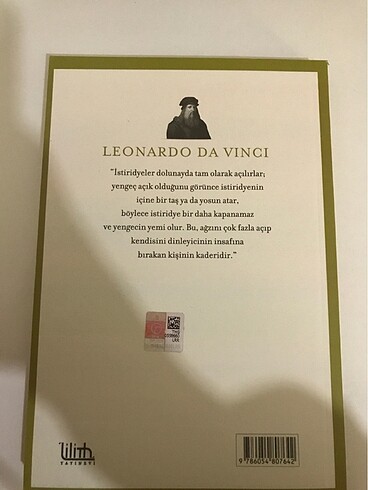 LEONARDO DA VINCI
"İstiridyeler dolunayda tam olarak açılırlar;
yengeç açık olduğunu görünce istiridyenin
içine bir taş ya da yosun atar,
böylece istiridye bir daha kapanamaz
ve yengecin yemi olur. Bu, ağzını çok fazla açıp
kendisini dinleyicinin insafına
bırakan kişinin kaderidir."
Lilith
YAYINEVİ
9 786054 807642